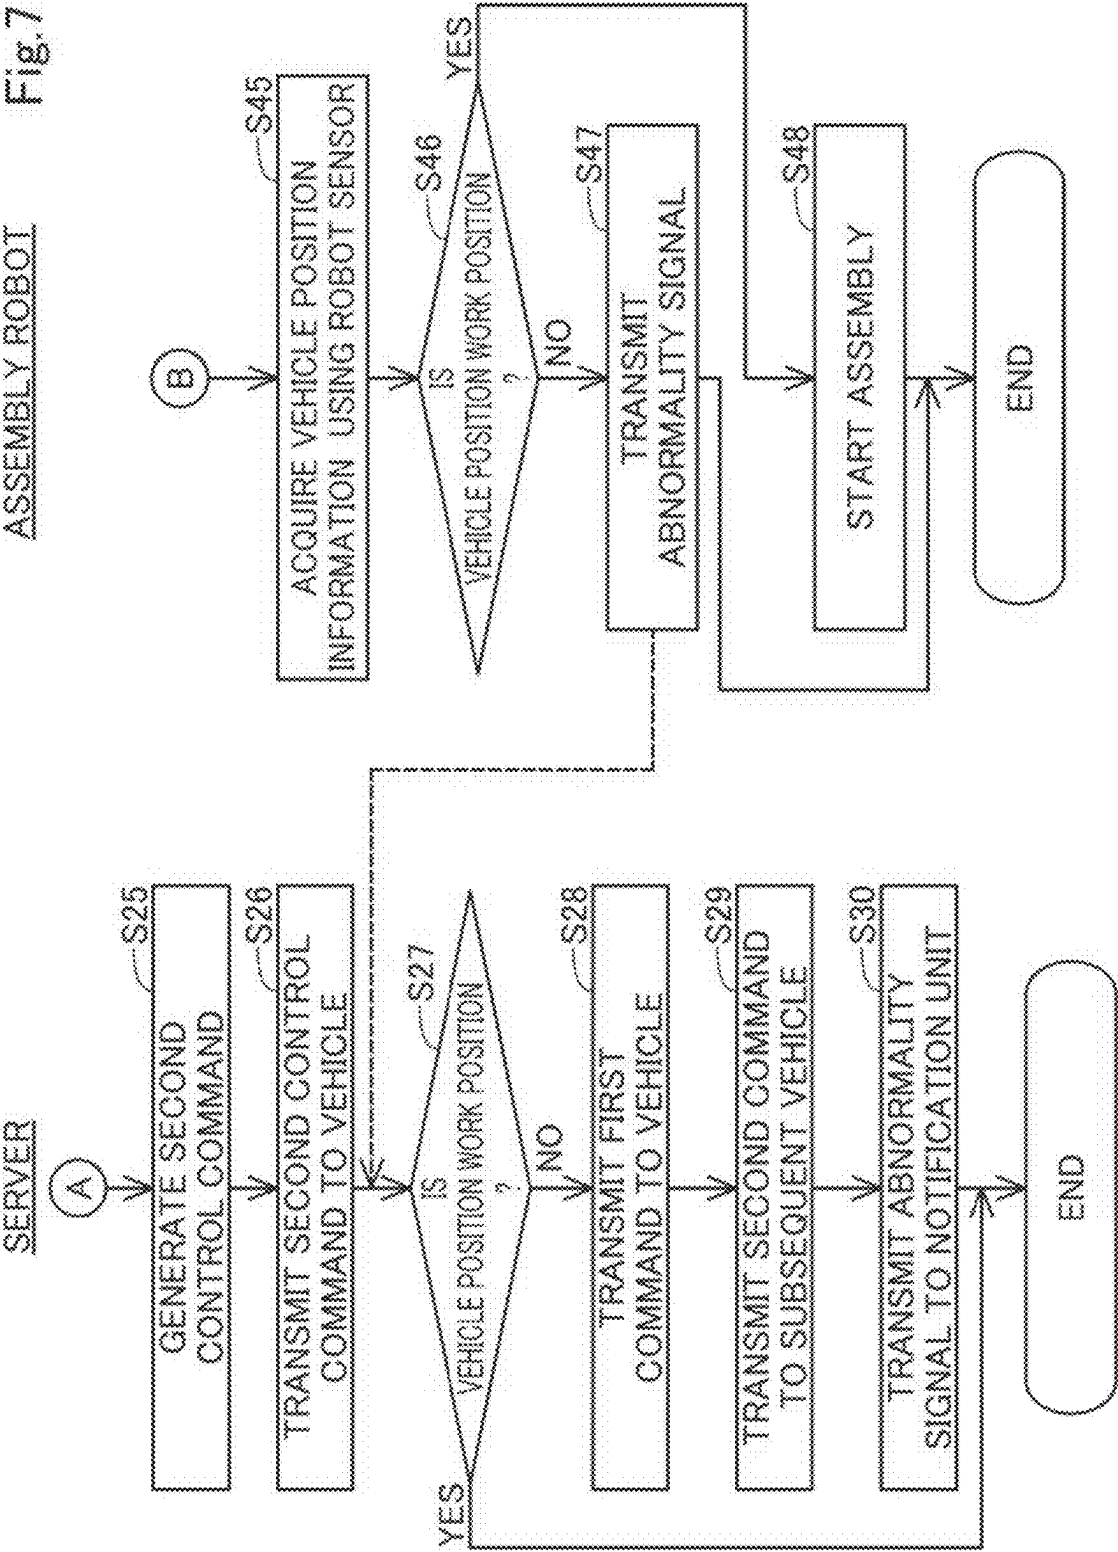 Fig.7
SERVER
A
S25
GENERATE SECOND
CONTROL COMMAND
S26
TRANSMIT SECOND CONTROL
COMMAND TO VEHICLE
S27
IS
VEHICLE POSITION WORK POSITION
?
YES
NO
S28
TRANSMIT FIRST
COMMAND TO VEHICLE
S29
TRANSMIT SECOND COMMAND
TO SUBSEQUENT VEHICLE
S30
TRANSMIT ABNORMALITY
SIGNAL TO NOTIFICATION UNIT
END
ASSEMBLY ROBOT
B
S45
ACQUIRE VEHICLE POSITION
INFORMATION USING ROBOT SENSOR
S46
IS
VEHICLE POSITION WORK POSITION
?
YES
NO
S47
TRANSMIT
ABNORMALITY SIGNAL
S48
START ASSEMBLY
END